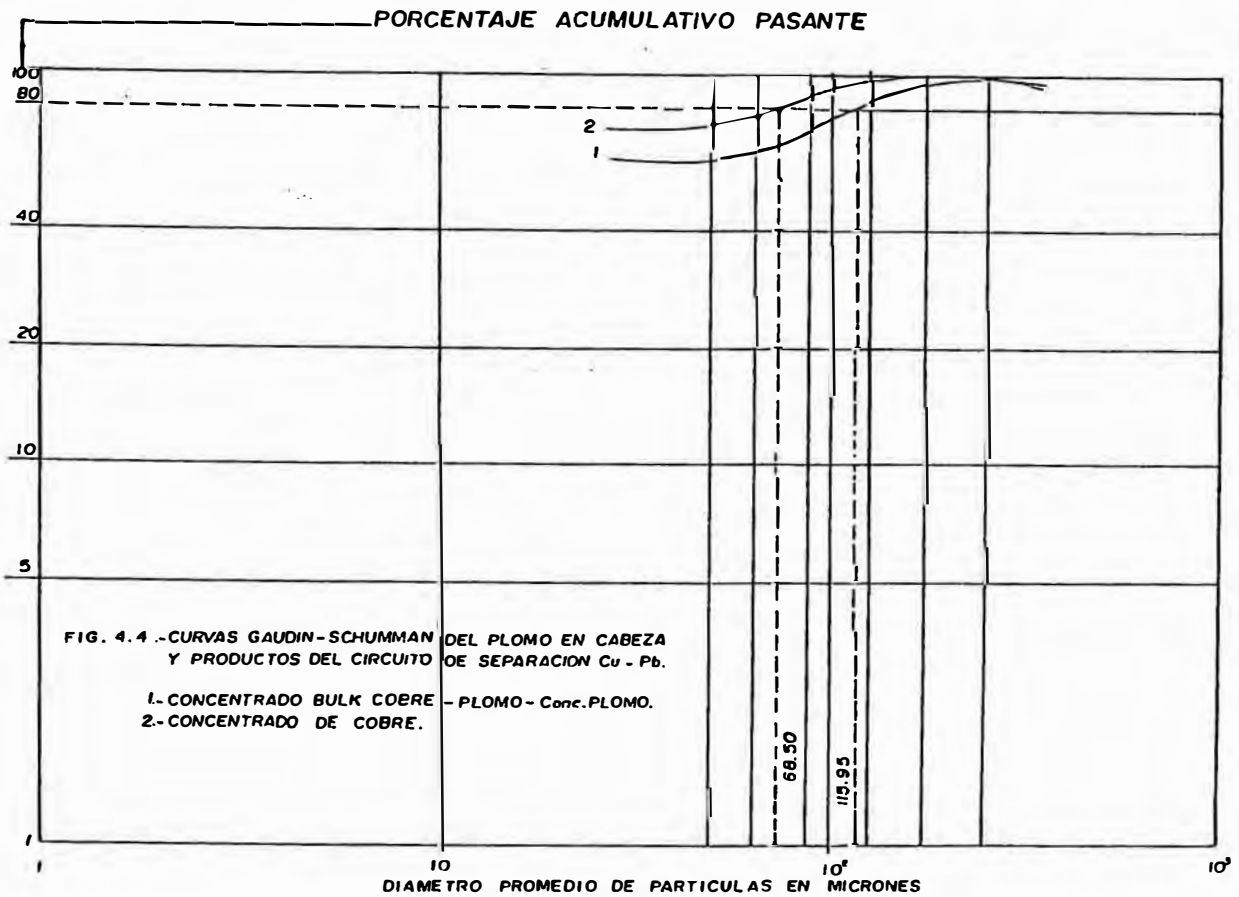 PORCENTAJE ACUMULATIVO PASANTE
100
80
2
1
40
20
10
5
FIG. 4.4.-CURVAS GAUDIN-SCHUMMAN DEL PLOMO EN CABEZA
Y PRODUCTOS DEL CIRCUITO DE SEPARACION Cu - Pb.
1.-CONCENTRADO BULK COBRE - PLOMO - Conc.PLOMO.
2.-CONCENTRADO DE COBRE.
68.50
115.95
1
1
10
10²
10³
DIAMETRO PROMEDIO DE PARTICULAS EN MICRONES